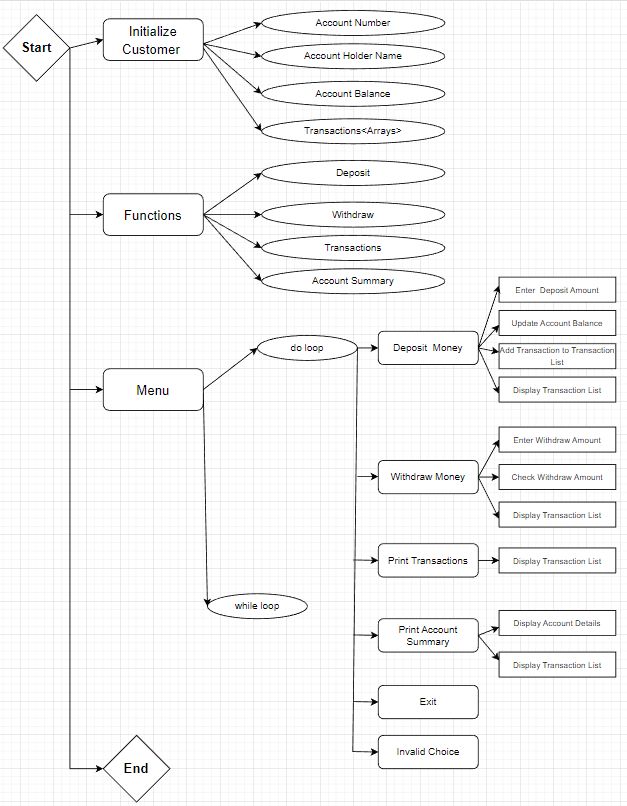 Start
Initialize
Customer
Account Number
Account Holder Name
Account Balance
Transactions<Arrays>
Functions
Deposit
Withdraw
Transactions
Account Summary
Menu
do loop
Deposit Money
Enter Deposit Amount
Update Account Balance
Add Transaction to Transaction
List
Display Transaction List
Withdraw Money
Enter Withdraw Amount
Check Withdraw Amount
Display Transaction List
Print Transactions
Display Transaction List
while loop
Print Account
Summary
Display Account Details
Display Transaction List
Exit
Invalid Choice
End